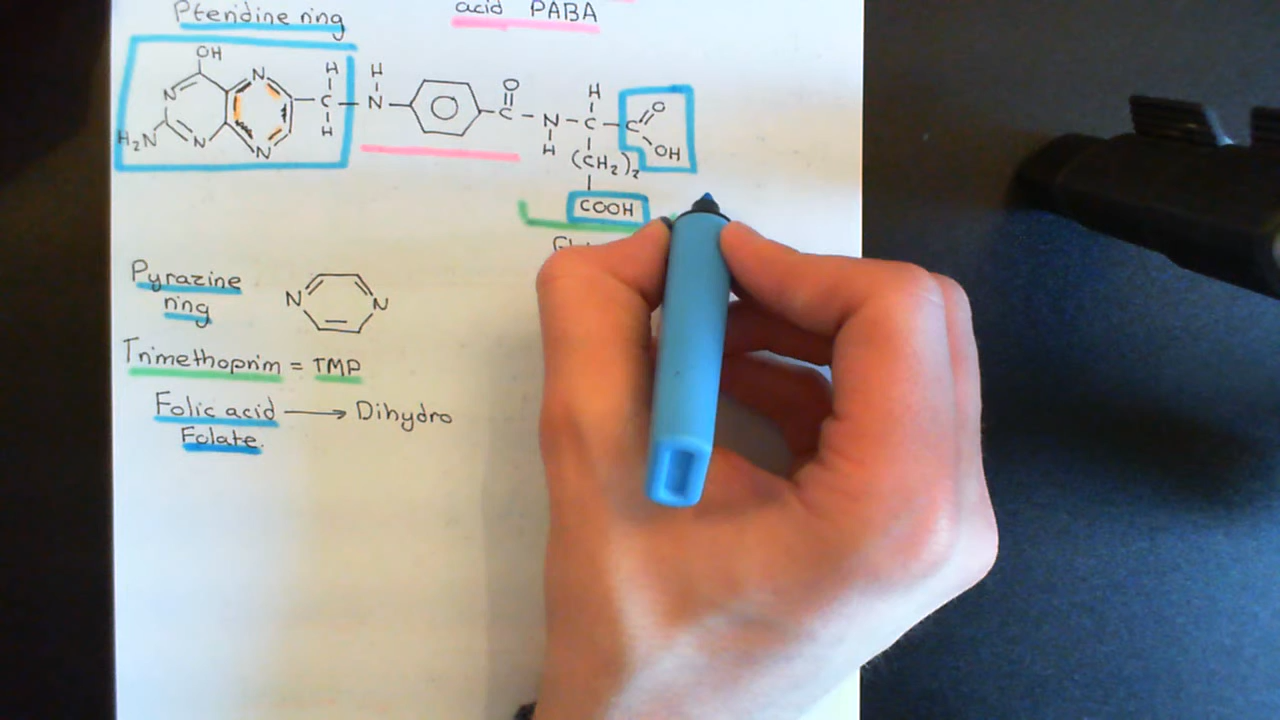 Pteridine ring
acid PABA
OH
N
N
N
N
H₂N
H
C
H
H
N
O
C
N
H
H
C
(CH₂)₂
COOH
C
O
OH
Pyrazine
ring
N
N
Trimethoprim = TMP
Folic acid → Dihydro
Folate.